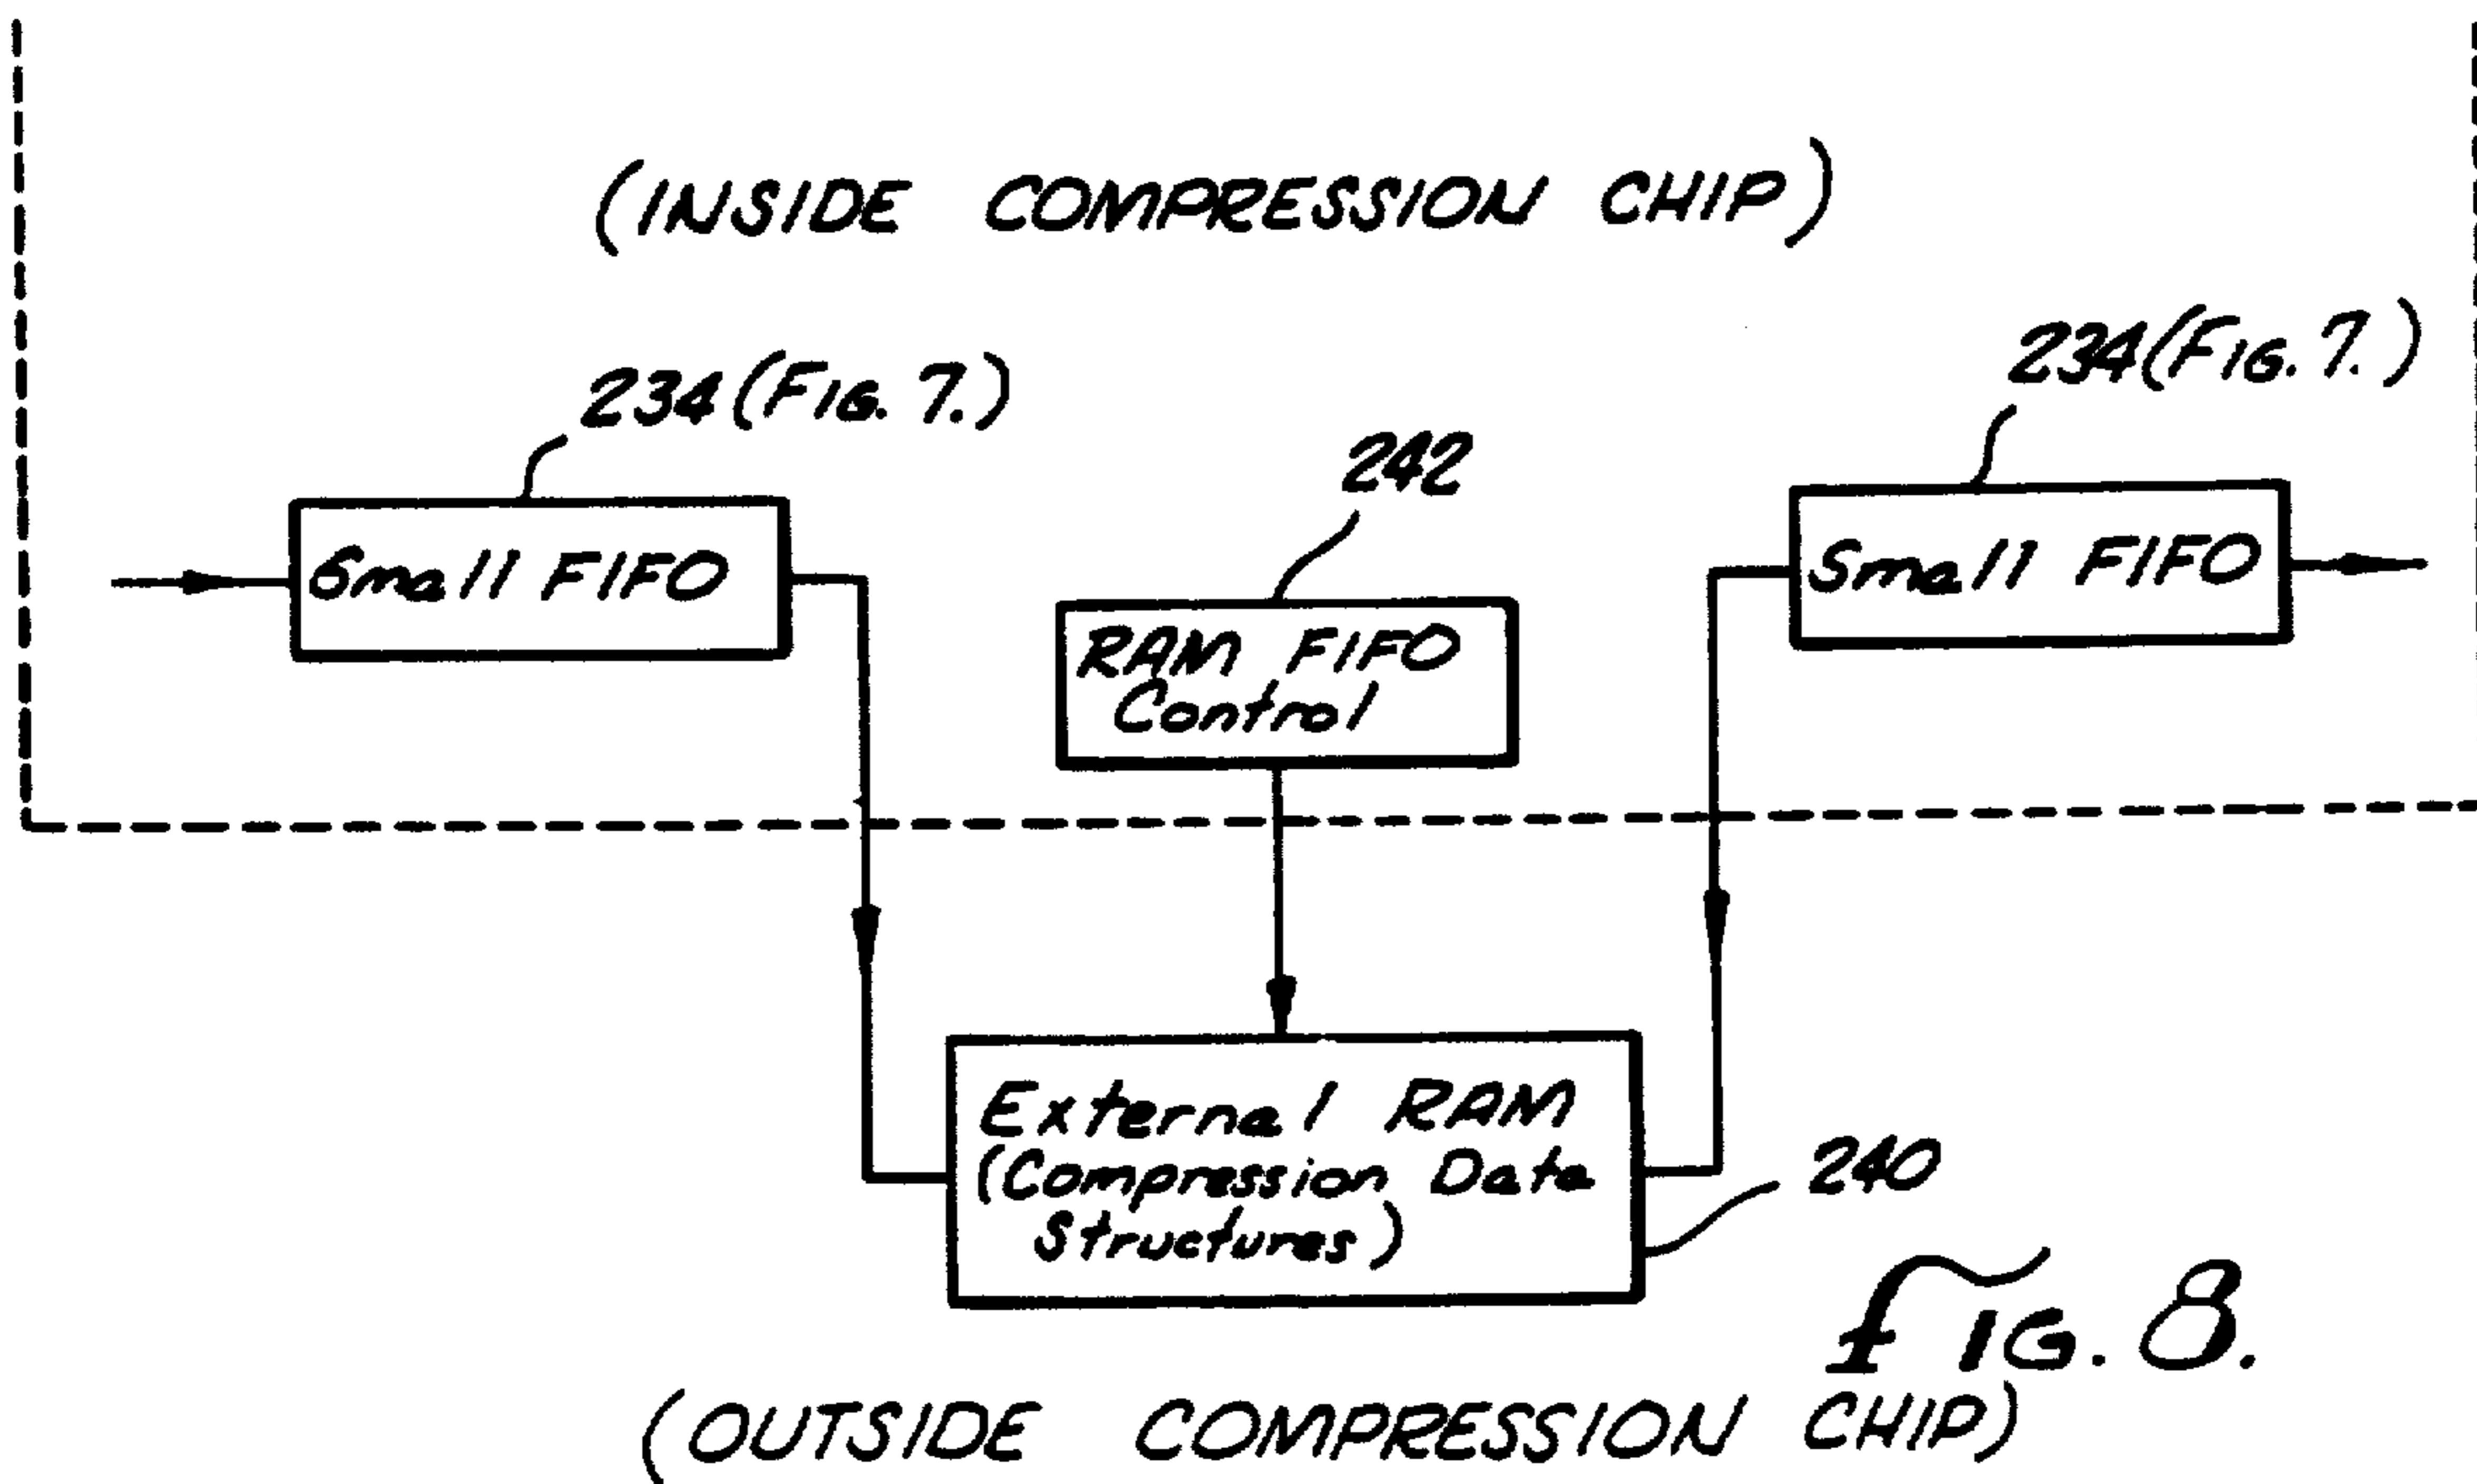 (INSIDE COMPRESSION CHIP)
234 (FIG. 7.)
234 (FIG. 7.)
242
Small FIFO
Small FIFO
RAM FIFO
Control
External RAM
(Compression Data
Structures)
240
FIG. 8.
(OUTSIDE COMPRESSION CHIP)